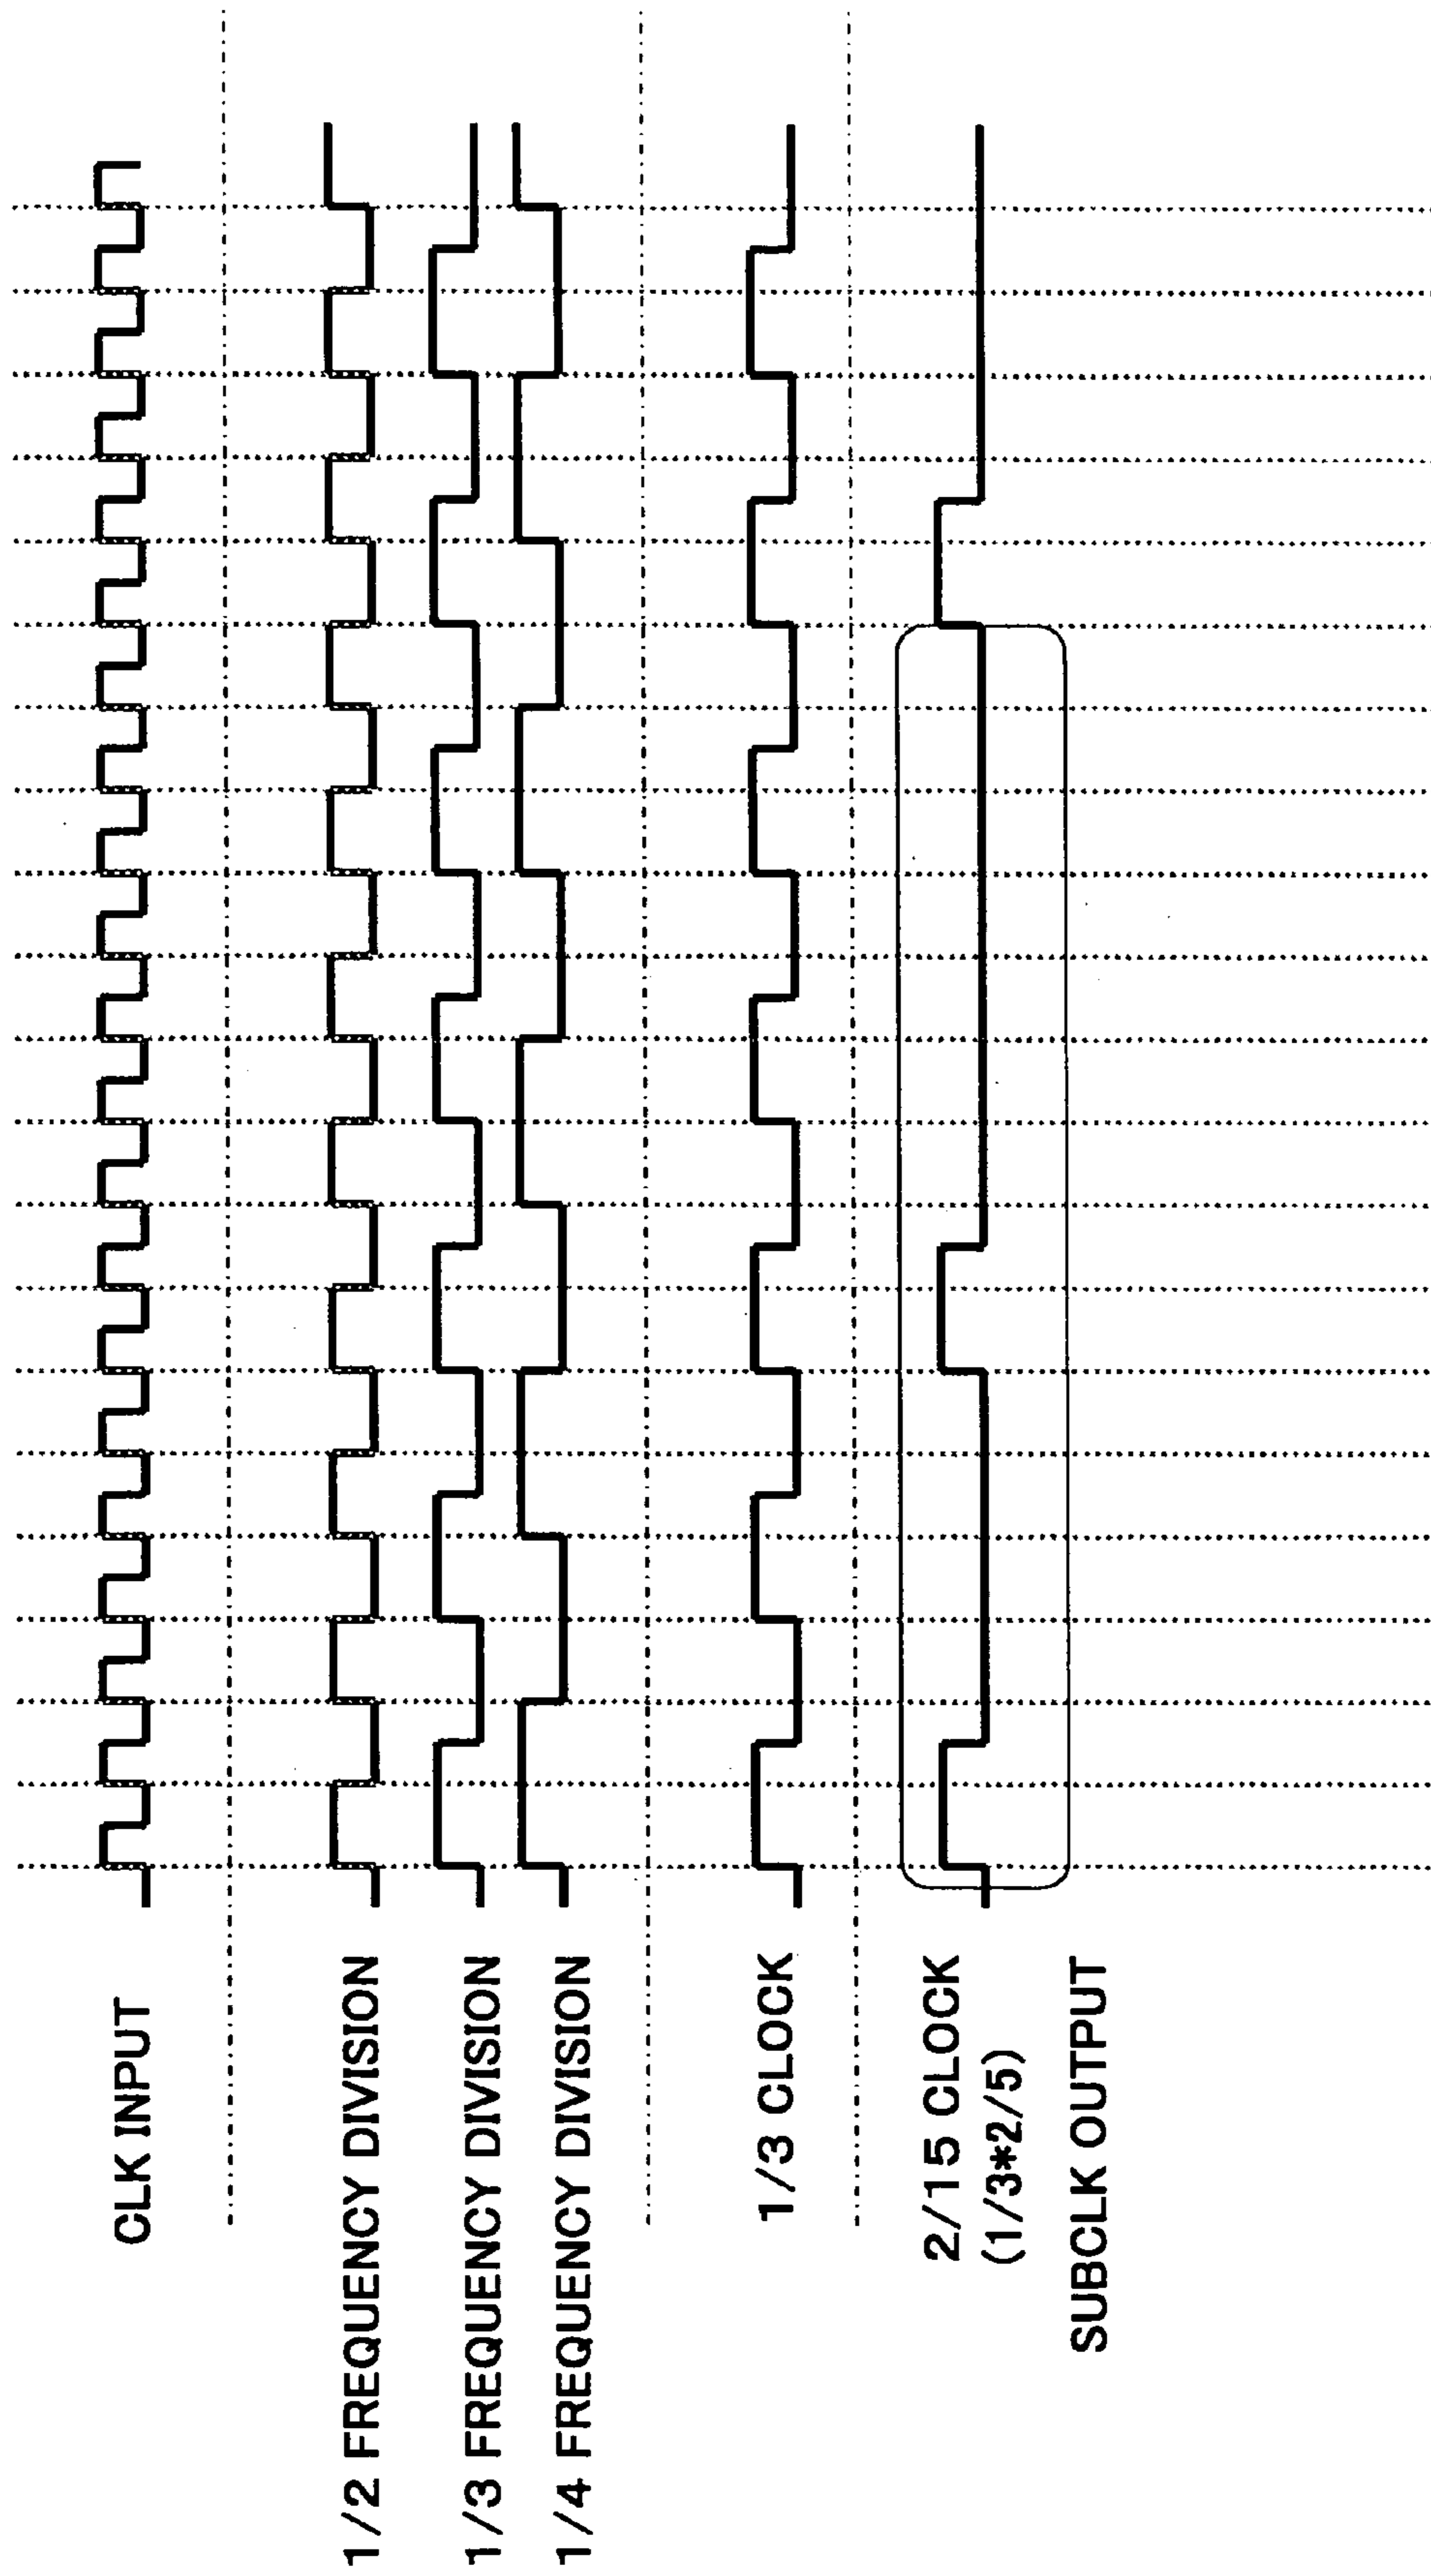 CLK INPUT
1/2 FREQUENCY DIVISION
1/3 FREQUENCY DIVISION
1/4 FREQUENCY DIVISION
1/3 CLOCK
2/15 CLOCK
(1/3*2/5)
SUBCLK OUTPUT